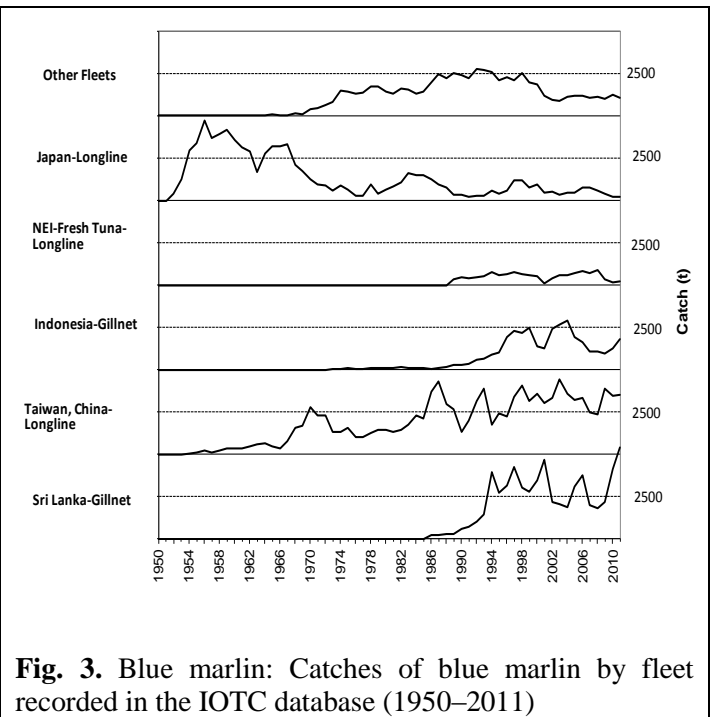 Other Fleets
2500
Japan-Longline
2500
NEI-Fresh Tuna-
Longline
2500
Indonesia-Gillnet
2500
Taiwan, China-
Longline
2500
Sri Lanka-Gillnet
2500
Catch (t)
1950
1954
1958
1962
1966
1970
1974
1978
1982
1986
1990
1994
1998
2002
2006
2010
Fig. 3. Blue marlin: Catches of blue marlin by fleet
recorded in the IOTC database (1950–2011)